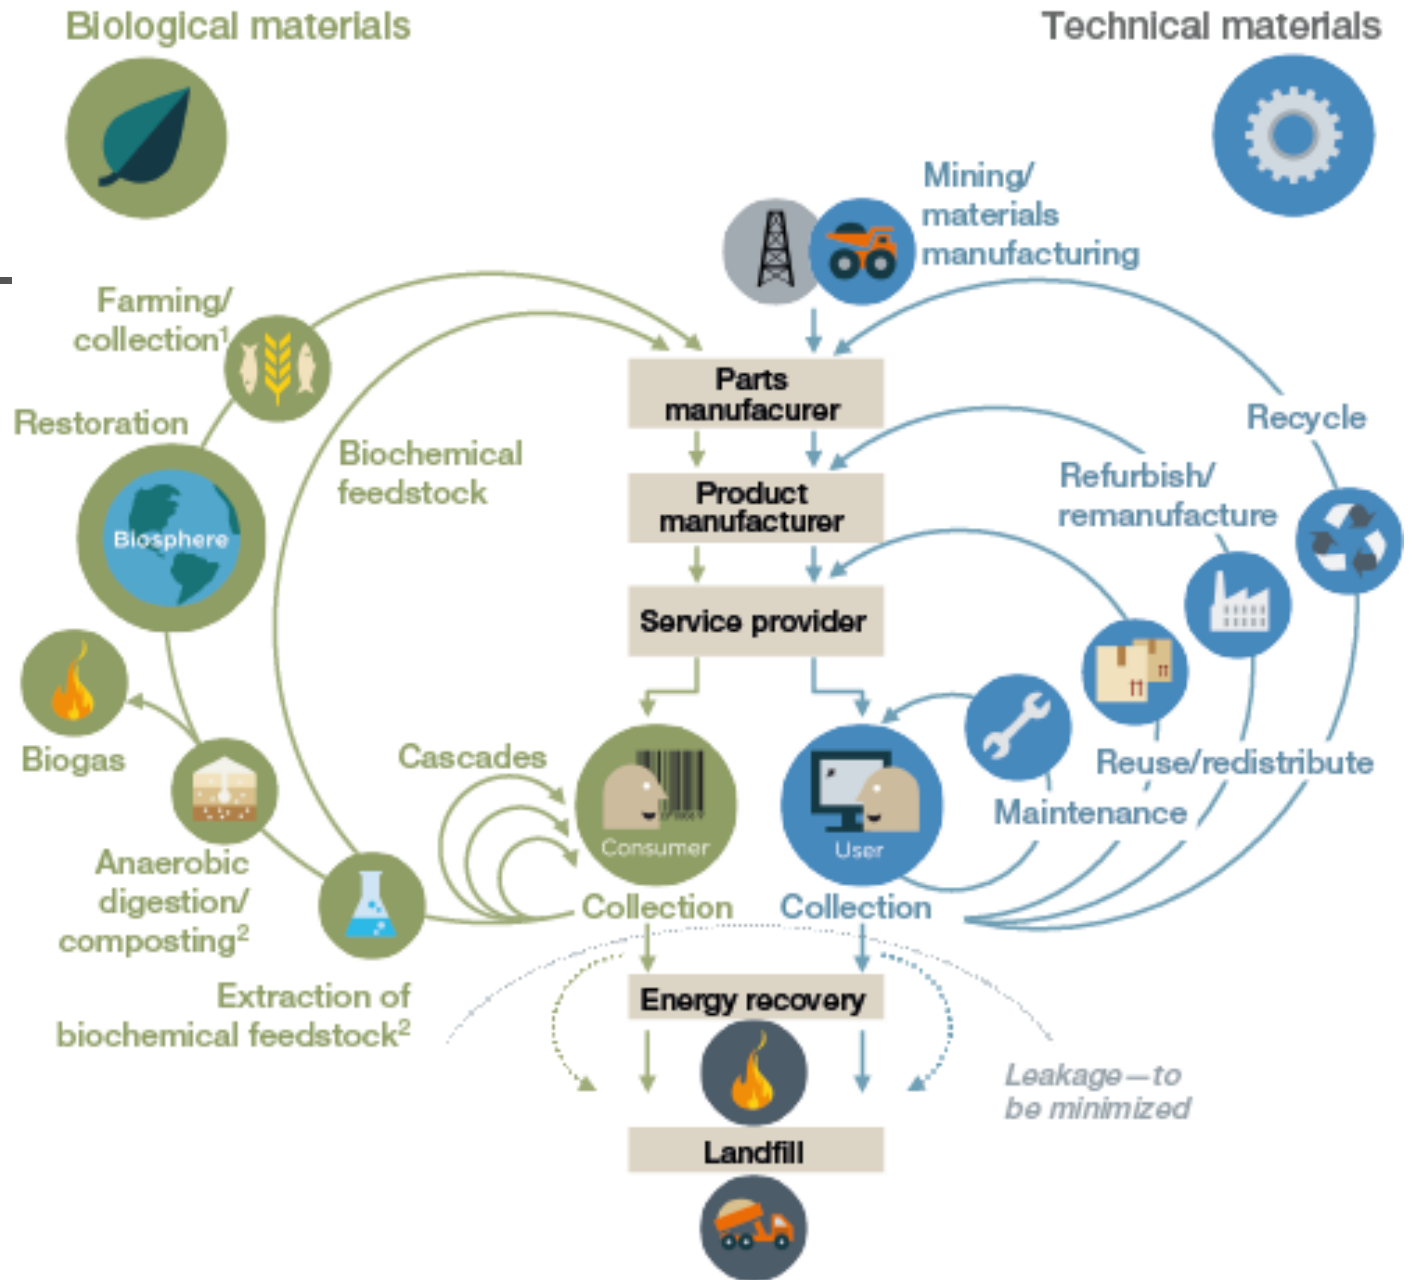 Biological materials
Technical materials
Mining/
materials
manufacturing
Farming/
collection1
Restoration
Biosphere
Biochemical
feedstock
Parts
manufacurer
Recycle
Refurbish/
remanufacture
Product
manufacturer
Service provider
Biogas
Cascades
Consumer
User
Reuse/redistribute
Maintenance
Anaerobic
digestion/
composting2
Collection
Collection
Extraction of
biochemical feedstock2
Energy recovery
Leakage—to
be minimized
Landfill